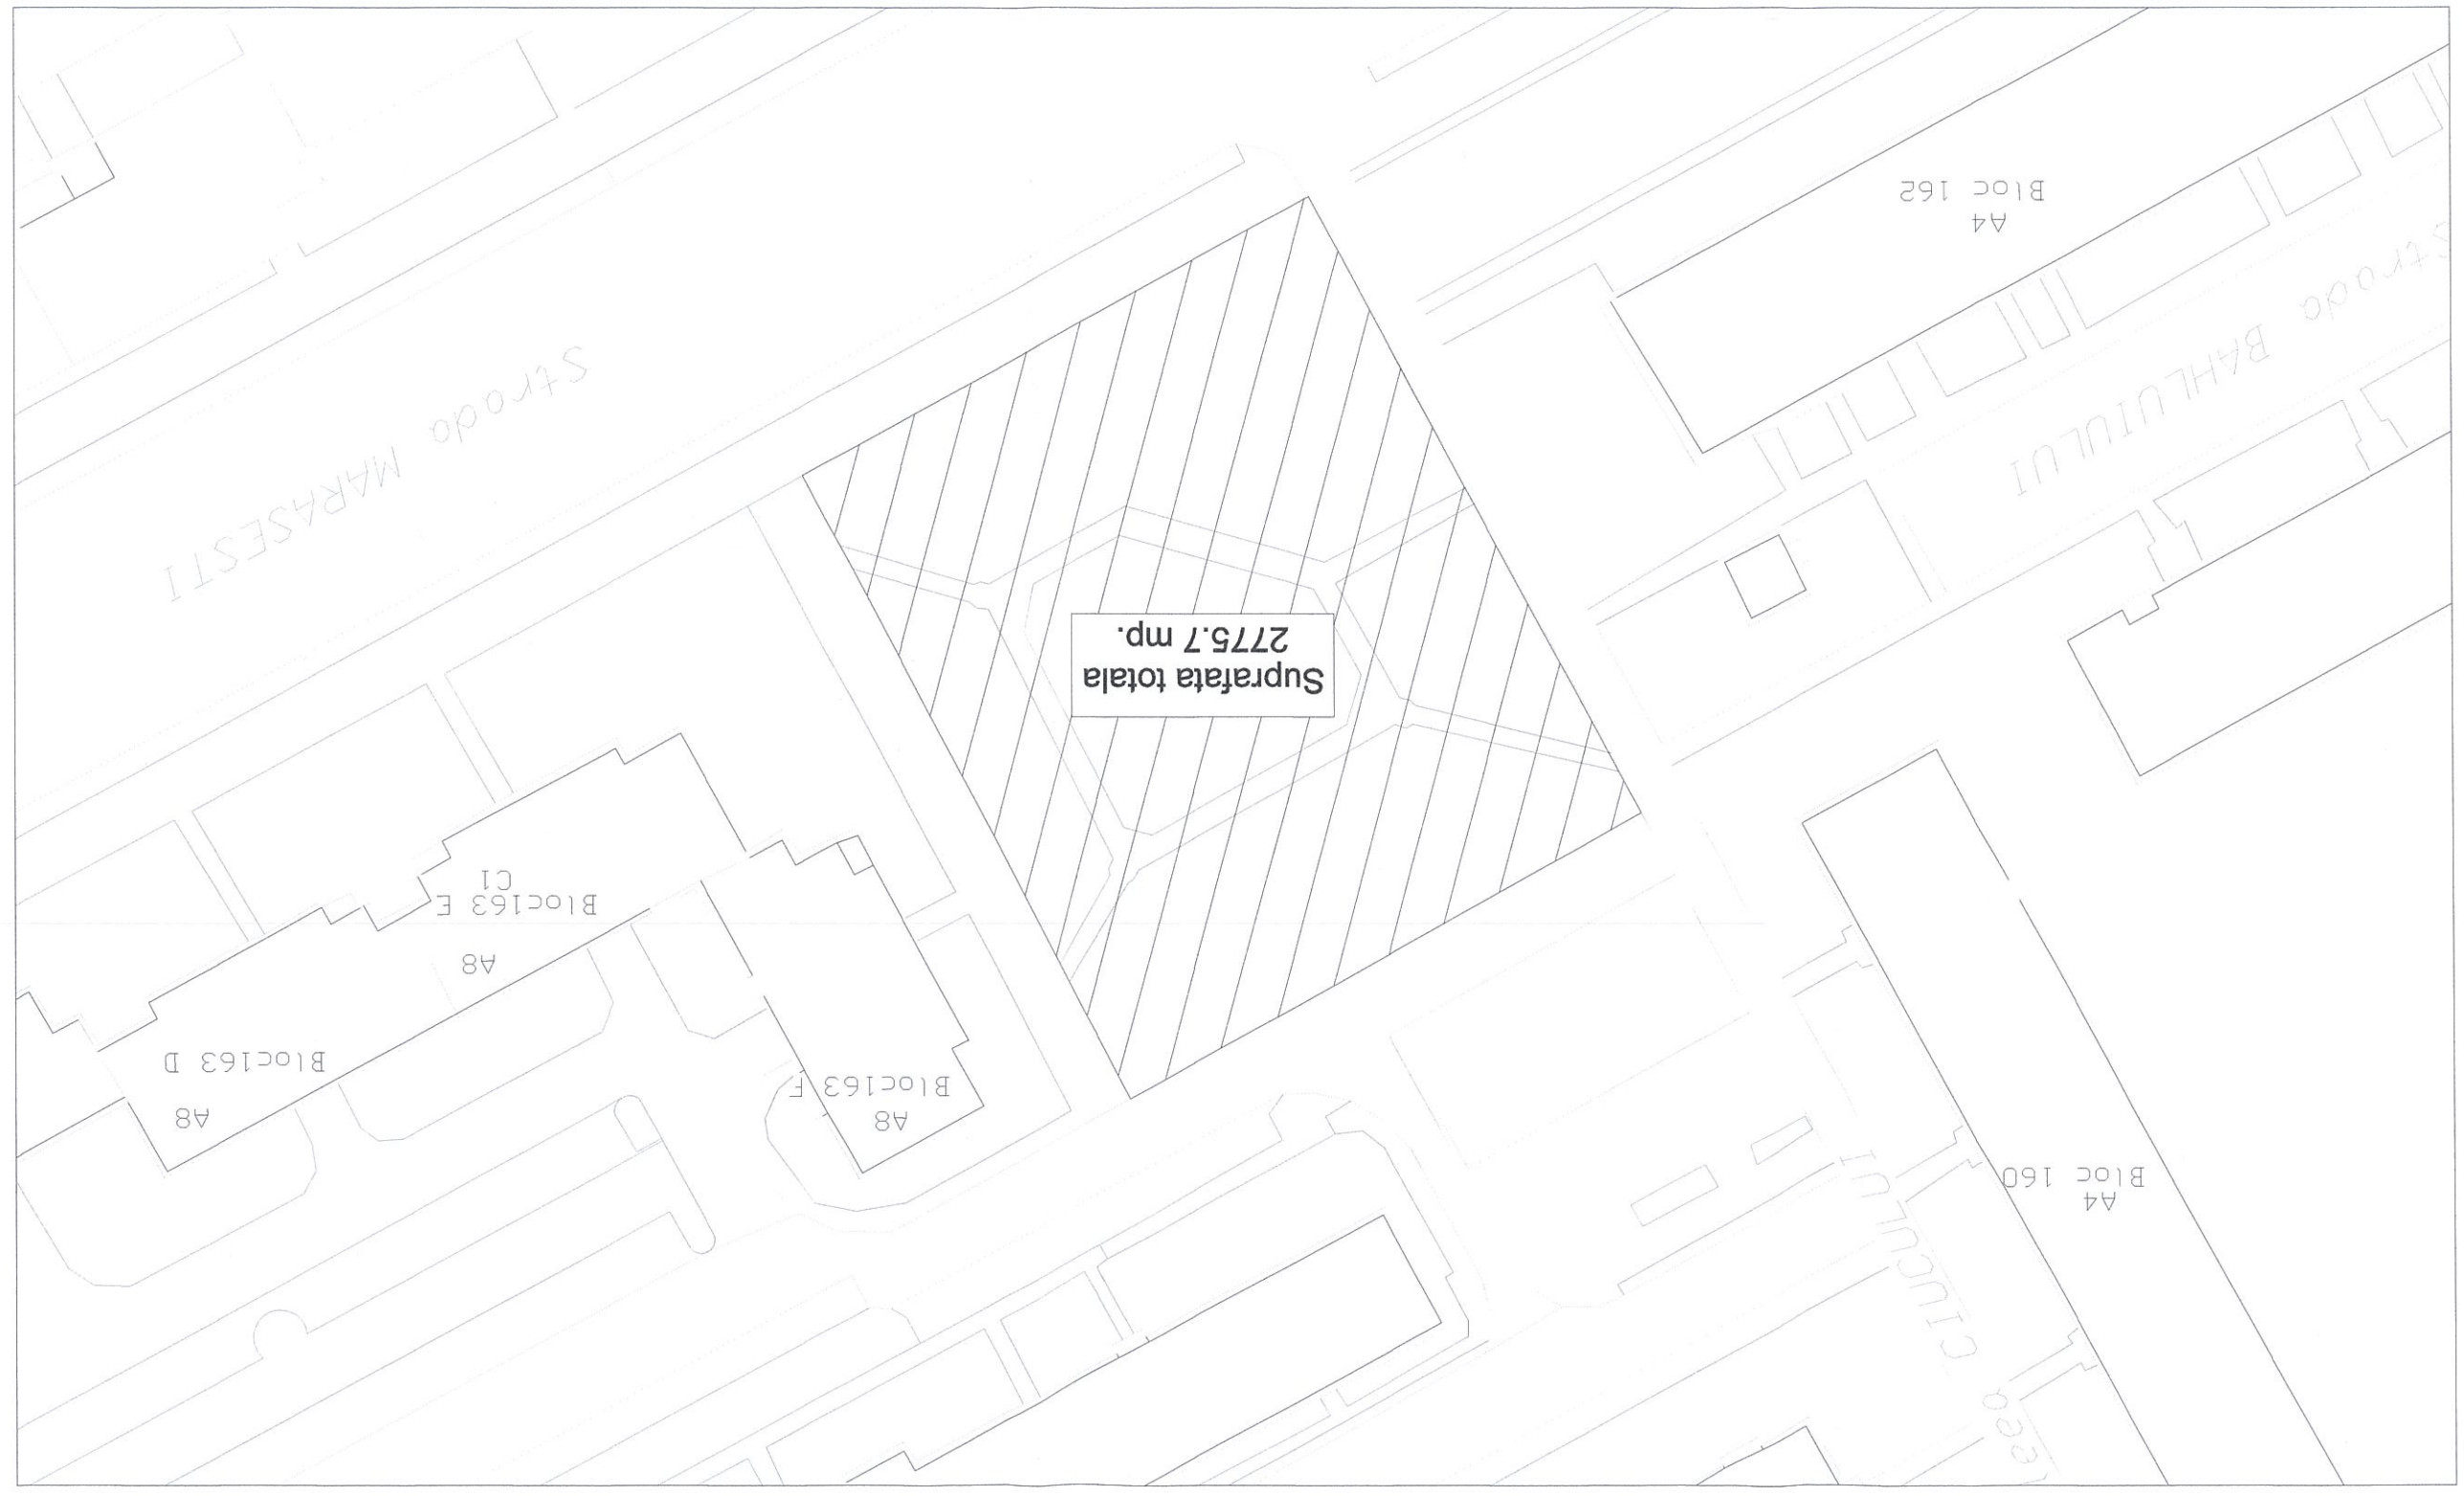 CIUCULUI
A4
Bloc 160
A8
Bloc163 F
A8
Bloc163 D
A8
Bloc163 E
C1
Suprafata totala
2775.7 mp.
Strada BAHLUIULUI
Strada MARASESTI
A4
Bloc 162